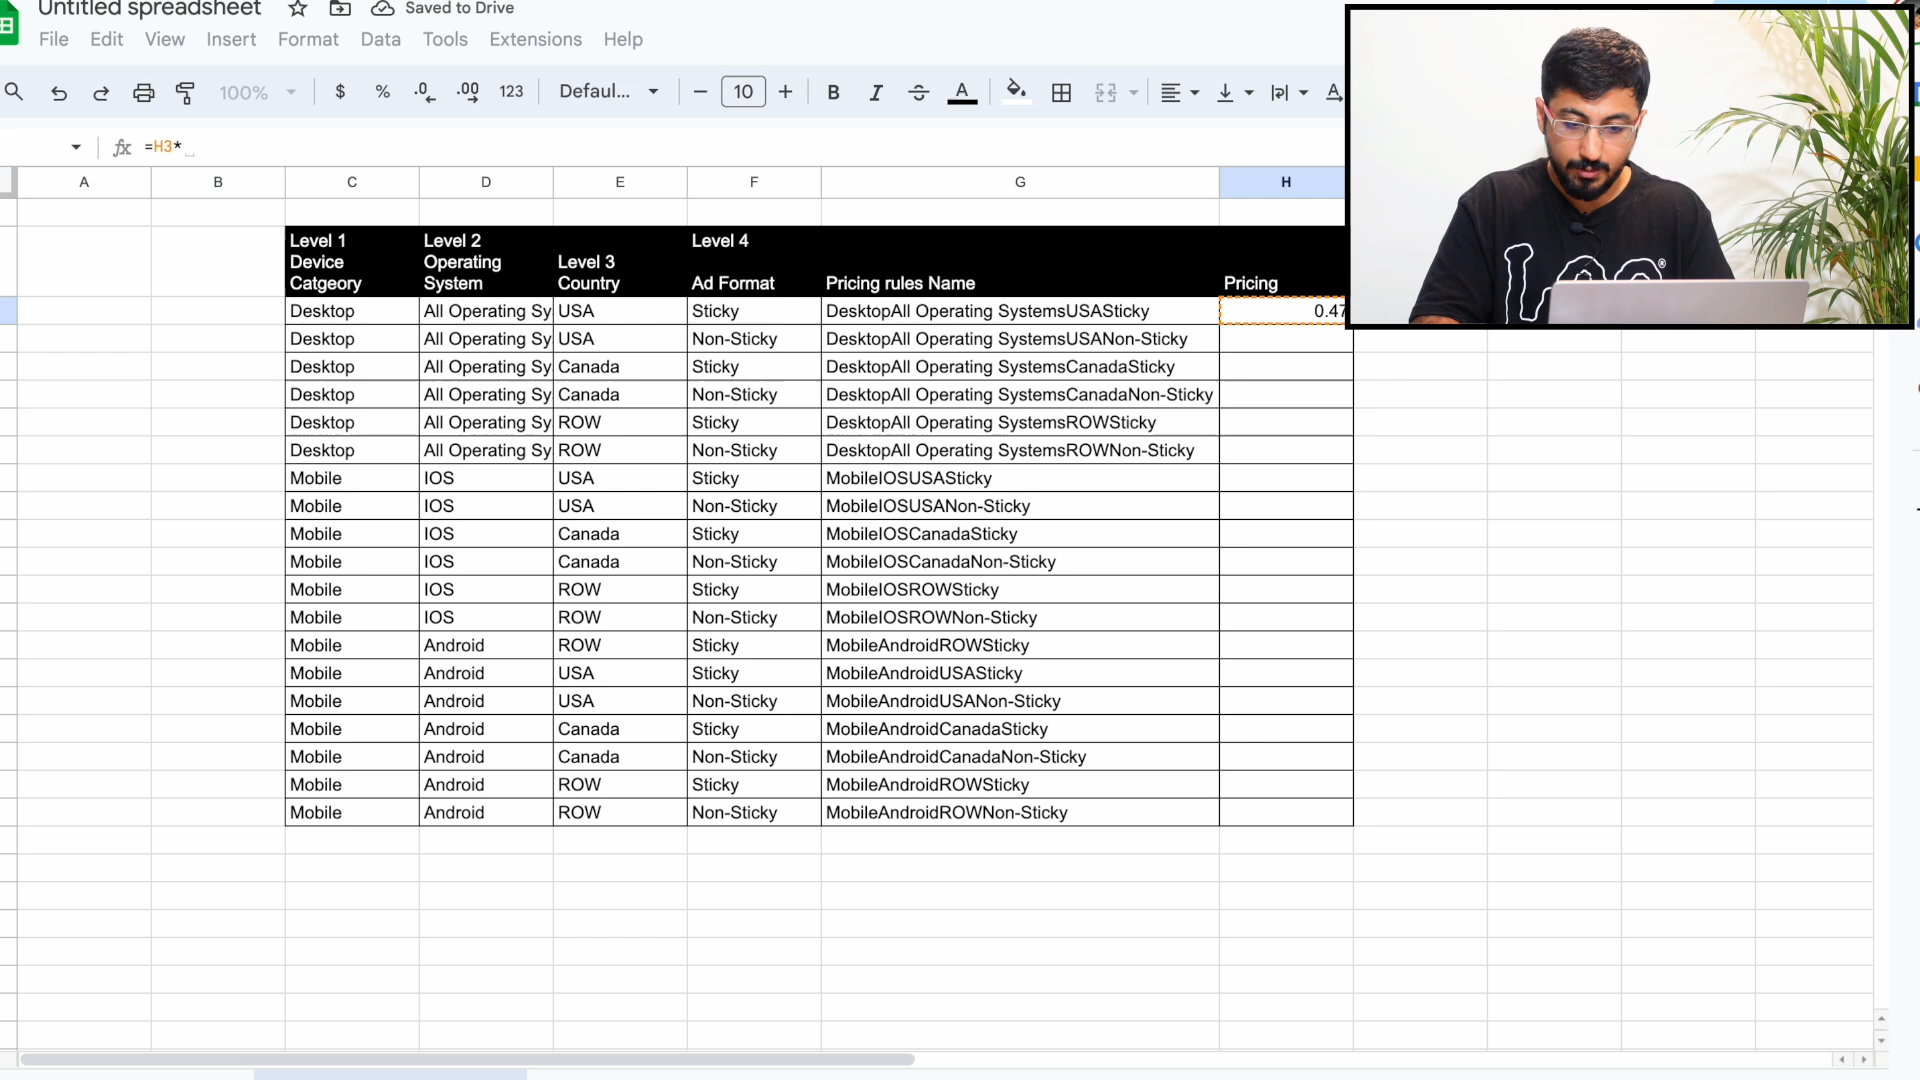 Untitled spreadsheet Saved to Drive
File Edit View Insert Format Data Tools Extensions Help
100% $ % .0 .00 123 Defaul... 10 B I A
fx =H3*
A B C D E F G H
Level 1 Device Catgeory Level 2 Operating System Level 3 Country Level 4 Ad Format Pricing rules Name Pricing
Desktop All Operating Sy USA Sticky DesktopAll Operating SystemsUSASticky 0.47
Desktop All Operating Sy USA Non-Sticky DesktopAll Operating SystemsUSANon-Sticky
Desktop All Operating Sy Canada Sticky DesktopAll Operating SystemsCanadaSticky
Desktop All Operating Sy Canada Non-Sticky DesktopAll Operating SystemsCanadaNon-Sticky
Desktop All Operating Sy ROW Sticky DesktopAll Operating SystemsROWSticky
Desktop All Operating Sy ROW Non-Sticky DesktopAll Operating SystemsROWNon-Sticky
Mobile IOS USA Sticky MobileIOSUSASticky
Mobile IOS USA Non-Sticky MobileIOSUSANon-Sticky
Mobile IOS Canada Sticky MobileIOSCanadaSticky
Mobile IOS Canada Non-Sticky MobileIOSCanadaNon-Sticky
Mobile IOS ROW Sticky MobileIOSROWSticky
Mobile IOS ROW Non-Sticky MobileIOSROWNon-Sticky
Mobile Android ROW Sticky MobileAndroidROWSticky
Mobile Android USA Sticky MobileAndroidUSASticky
Mobile Android USA Non-Sticky MobileAndroidUSANon-Sticky
Mobile Android Canada Sticky MobileAndroidCanadaSticky
Mobile Android Canada Non-Sticky MobileAndroidCanadaNon-Sticky
Mobile Android ROW Sticky MobileAndroidROWSticky
Mobile Android ROW Non-Sticky MobileAndroidROWNon-Sticky